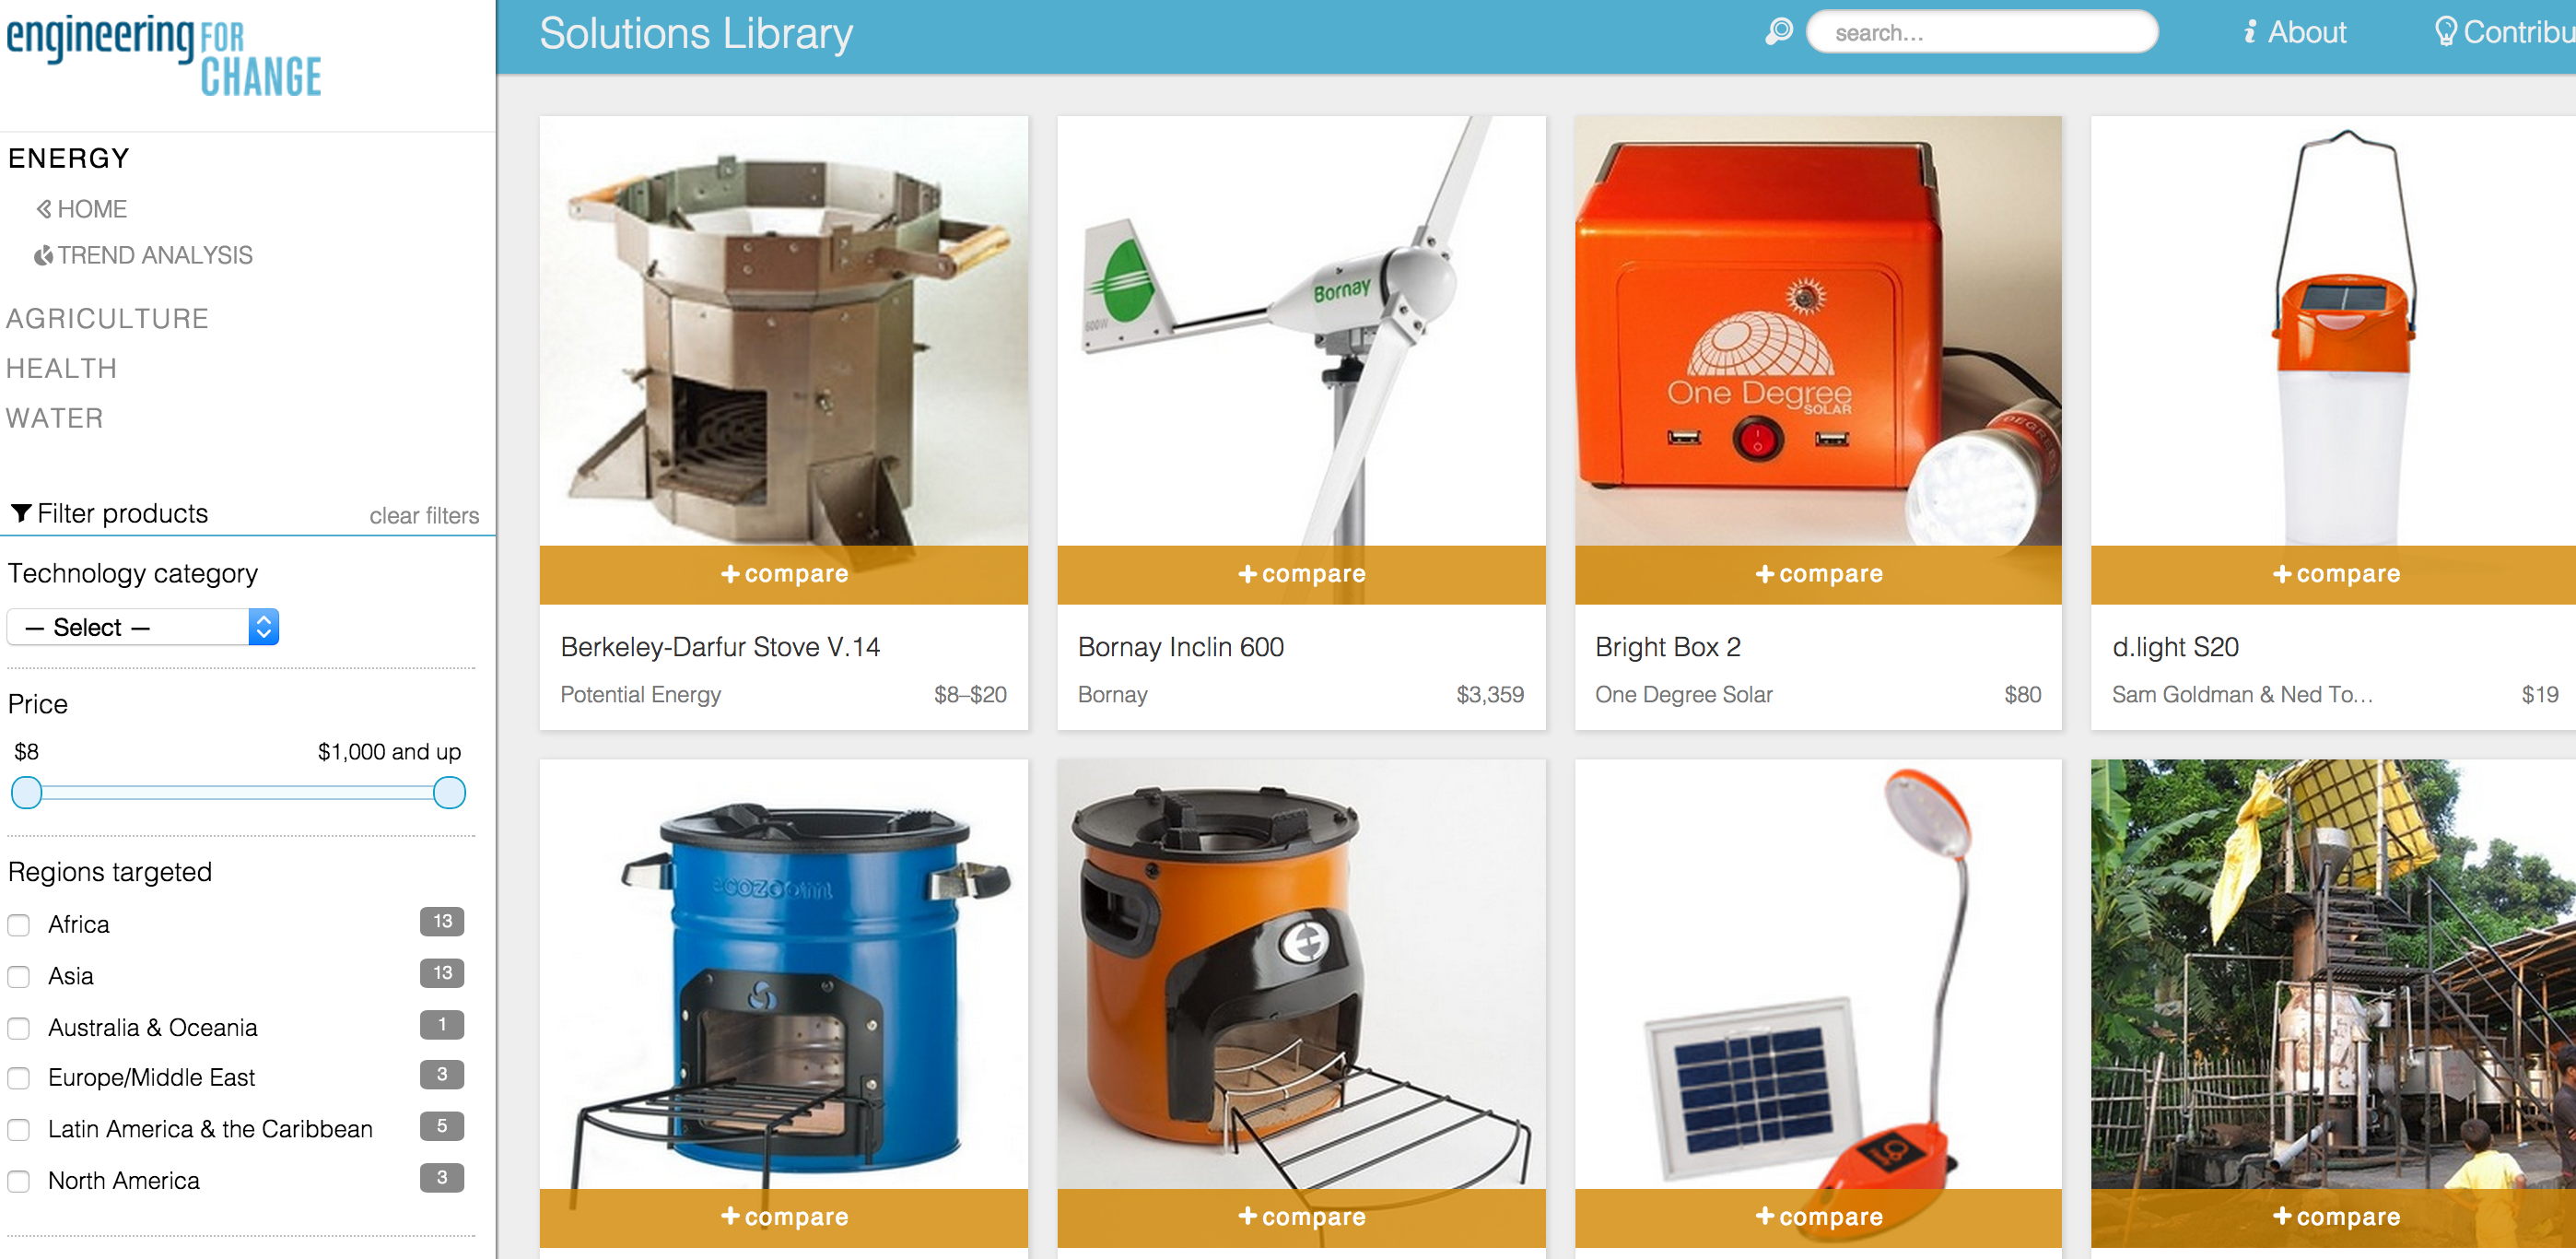 engineering FOR
CHANGE
Solutions Library
search...
About
Contribu
ENERGY
HOME
TREND ANALYSIS
AGRICULTURE
HEALTH
WATER
Filter products
clear filters
Technology category
— Select —
Price
$8
$1,000 and up
Regions targeted
Africa 13
Asia 13
Australia & Oceania 1
Europe/Middle East 3
Latin America & the Caribbean 5
North America 3
+ compare
Berkeley-Darfur Stove V.14
Potential Energy $8–$20
600W
Bornay
+ compare
Bornay Inclin 600
Bornay $3,359
One Degree
SOLAR
DEGREE
+ compare
Bright Box 2
One Degree Solar $80
+ compare
d.light S20
Sam Goldman & Ned To... $19
ecozoom
+ compare
+ compare
+ compare
+ compare